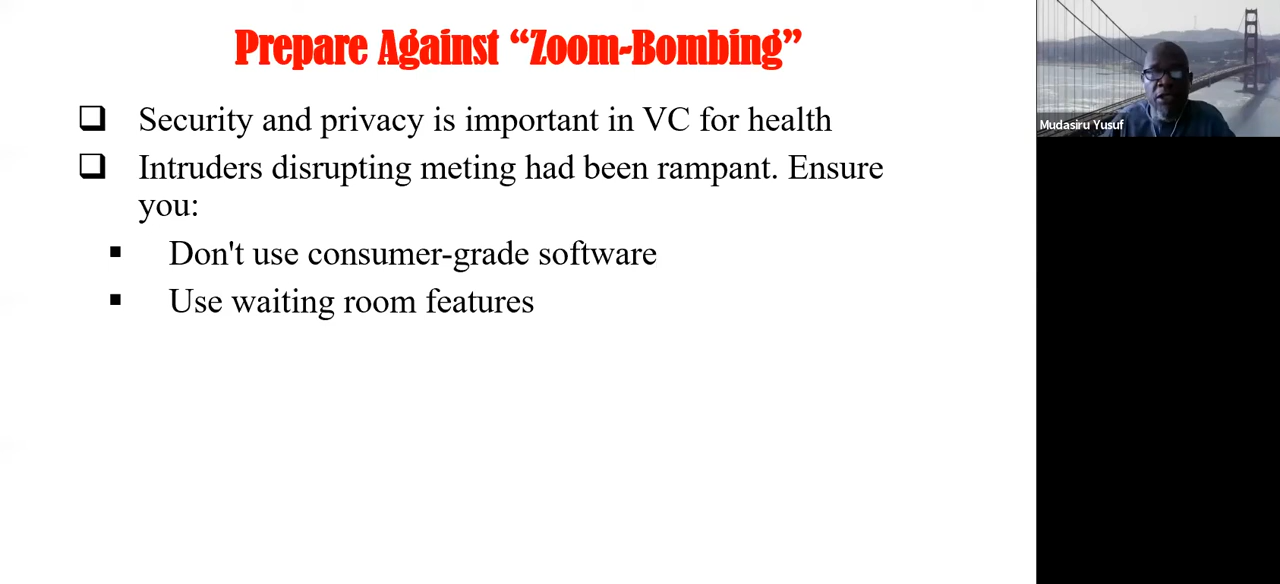 Prepare Against “Zoom-Bombing”
Security and privacy is important in VC for health
Intruders disrupting meting had been rampant. Ensure
you:
Don't use consumer-grade software
Use waiting room features
Mudasiru Yusuf